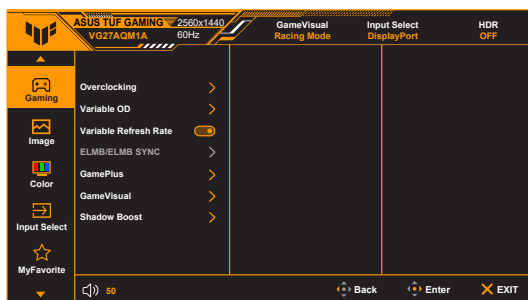 ASUS TUF GAMING
VG27AQM1A
2560x1440
60Hz
GameVisual
Racing Mode
Input Select
DisplayPort
HDR
OFF
Gaming
Image
Color
Input Select
MyFavorite
Overclocking
Variable OD
Variable Refresh Rate
ELMB/ELMB SYNC
GamePlus
GameVisual
Shadow Boost
50
Back
Enter
EXIT